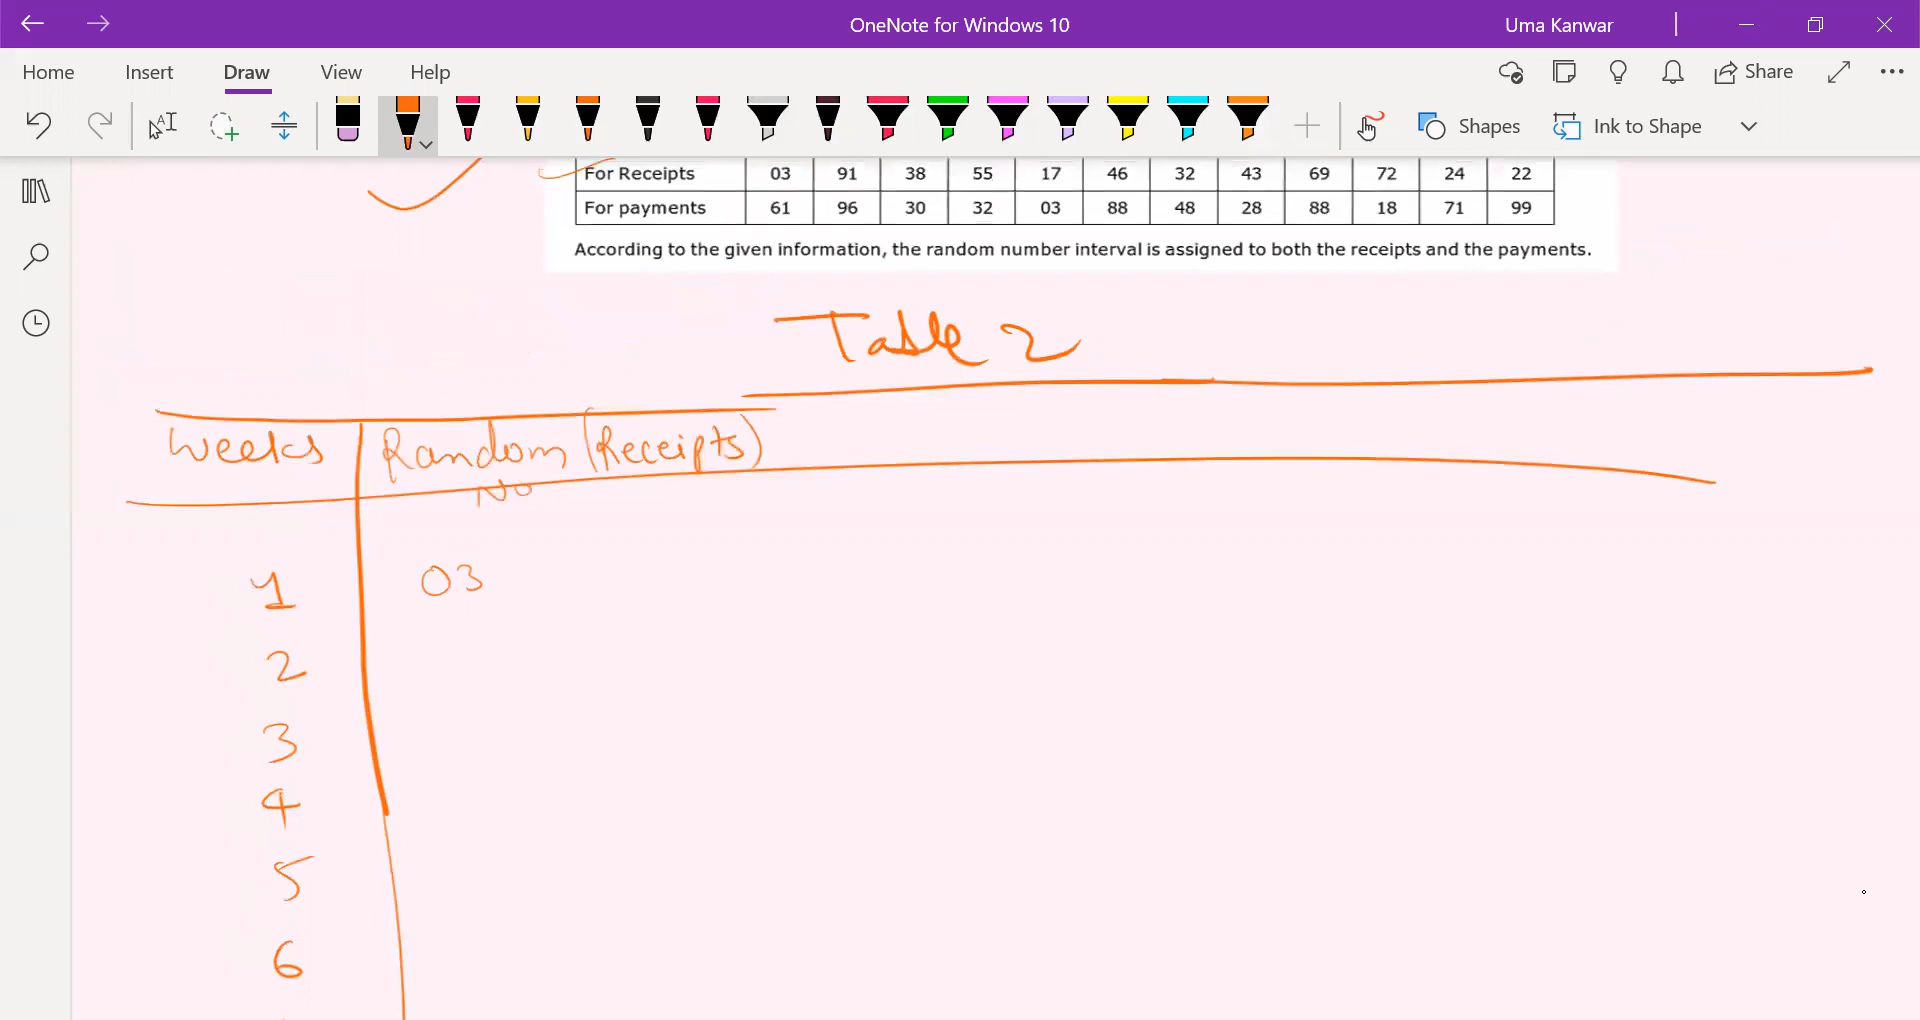 OneNote for Windows 10
Uma Kanwar
Home Insert Draw View Help
Share
Shapes Ink to Shape
For Receipts 03 91 38 55 17 46 32 43 69 72 24 22
For payments 61 96 30 32 03 88 48 28 88 18 71 99
According to the given information, the random number interval is assigned to both the receipts and the payments.
Table 2
Weeks Random (Receipts)
No
1 03
2
3
4
5
6